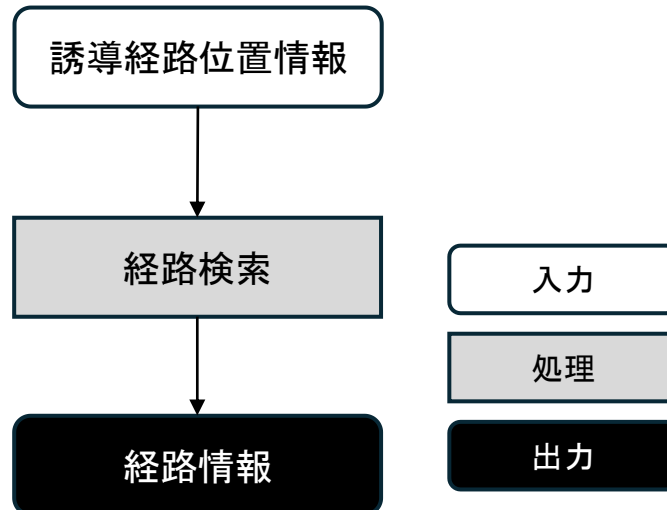 誘導経路位置情報
経路検索
経路情報
入力
処理
出力